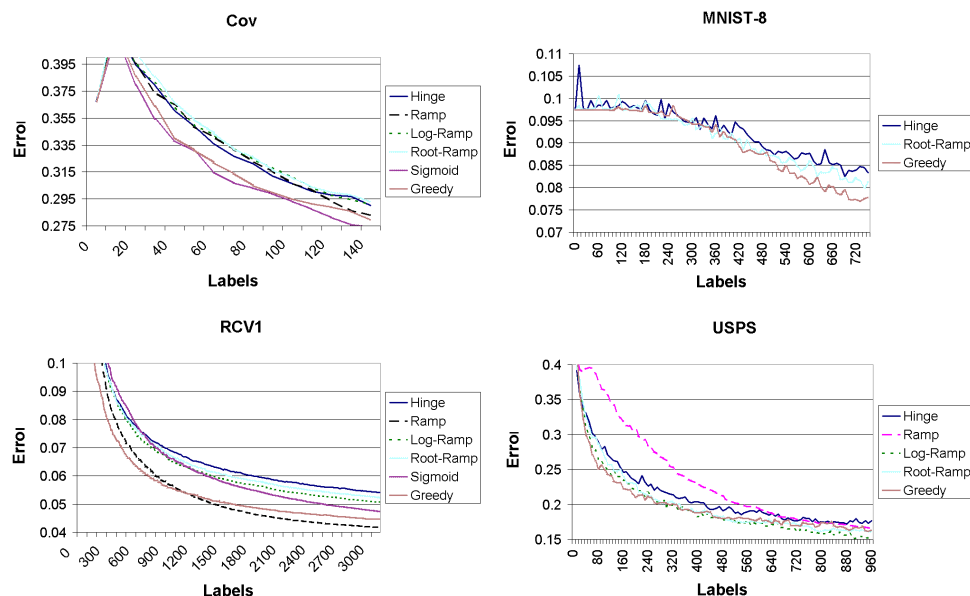 Cov
0.395
0.375
0.355
0.335
0.315
0.295
0.275
Error
0
20
40
60
80
100
120
140
Labels
Hinge
Ramp
Log-Ramp
Root-Ramp
Sigmoid
Greedy
MNIST-8
0.11
0.105
0.1
0.095
0.09
0.085
0.08
0.075
0.07
Error
0
60
120
180
240
300
360
420
480
540
600
660
720
Labels
Hinge
Root-Ramp
Greedy
RCV1
0.1
0.09
0.08
0.07
0.06
0.05
0.04
Error
0
300
600
900
1200
1500
1800
2100
2400
2700
3000
Labels
Hinge
Ramp
Log-Ramp
Root-Ramp
Sigmoid
Greedy
USPS
0.4
0.3
0.25
0.2
0.15
Error
0
80
160
240
320
400
480
560
640
720
800
880
960
Labels
Hinge
Ramp
Log-Ramp
Root-Ramp
Greedy